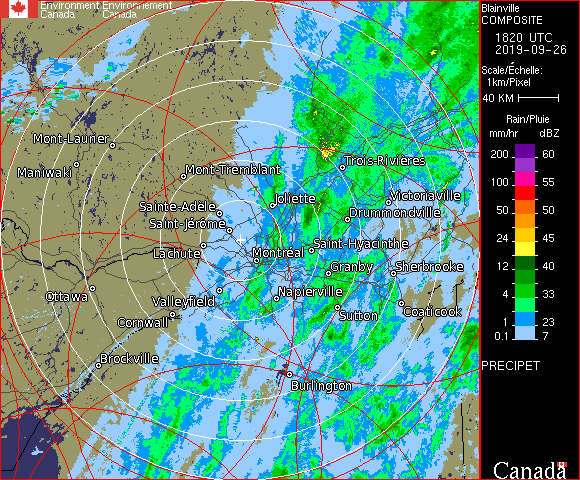 Environment Environnement
Canada Canada
Blainville
COMPOSITE
1820 UTC
2019-09-26
Scale/Échelle:
1km/Pixel
40 KM
Rain/Pluie
mm/hr dBZ
200 60
100 55
50 50
24 45
12 40
4 33
1 23
0.1 7
PRECIPET
Canada
Mont-Laurier
Maniwaki
Mont-Tremblant
Trois-Rivières
Joliette
Victoriaville
Sainte-Adèle
Drummondville
Saint-Jérôme
Saint-Hyacinthe
Lachute
Montréal
Granby
Sherbrooke
Ottawa
Valleyfield
Napierville
Coaticook
Cornwall
Sutton
Brockville
Burlington